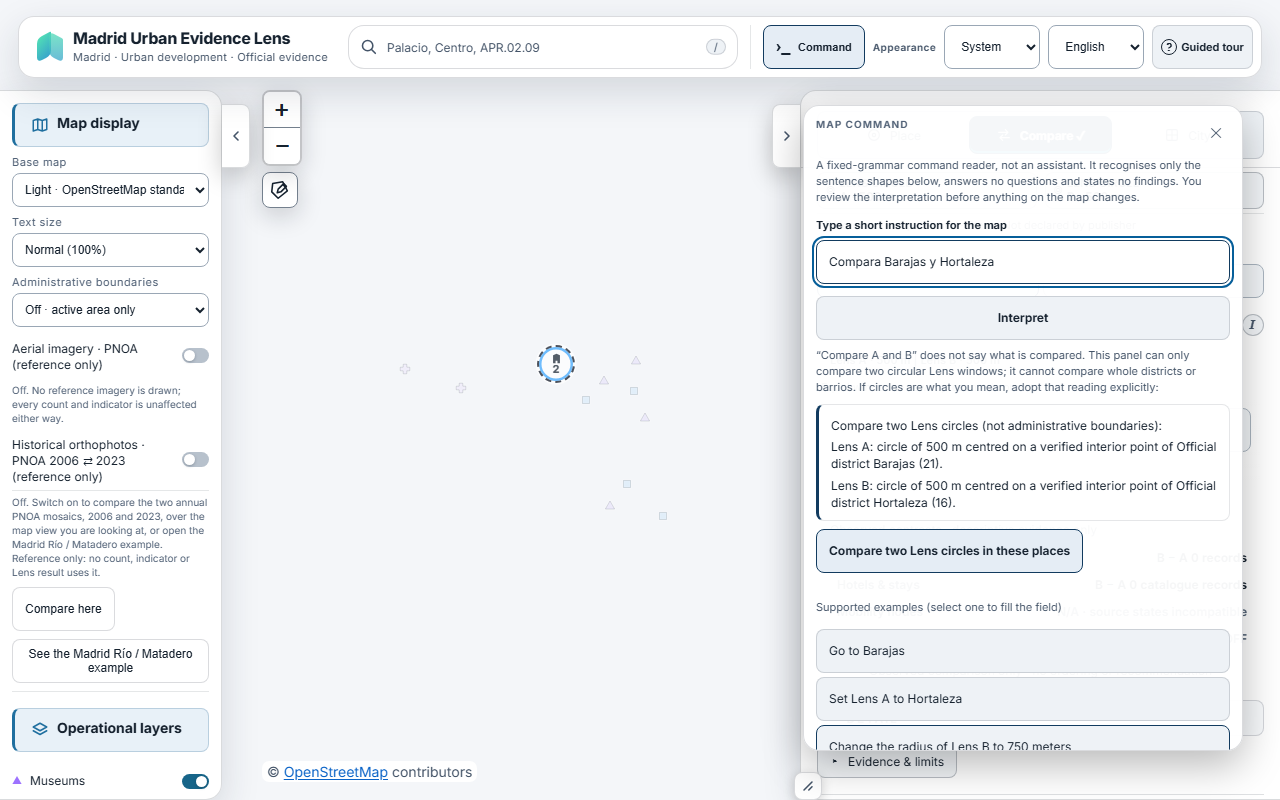 Madrid Urban Evidence Lens
Madrid · Urban development · Official evidence
Palacio, Centro, APR.02.09
/
Command
Appearance
System
English
Guided tour
Map display
Base map
Light · OpenStreetMap standa
Text size
Normal (100%)
Administrative boundaries
Off · active area only
Aerial imagery · PNOA
(reference only)
Off. No reference imagery is drawn;
every count and indicator is unaffected
either way.
Historical orthophotos ·
PNOA 2006 ⇄ 2023
(reference only)
Off. Switch on to compare the two annual
PNOA mosaics, 2006 and 2023, over the
map view you are looking at, or open the
Madrid Río / Matadero example.
Reference only: no count, indicator or
Lens result uses it.
Compare here
See the Madrid Río / Matadero
example
Operational layers
Museums
+
−
2
© OpenStreetMap contributors
MAP COMMAND
Compare ✓
A fixed-grammar command reader, not an assistant. It recognises only the
sentence shapes below, answers no questions and states no findings. You
review the interpretation before anything on the map changes.
Type a short instruction for the map
Compara Barajas y Hortaleza
Interpret
I
“Compare A and B” does not say what is compared. This panel can only
compare two circular Lens windows; it cannot compare whole districts or
barrios. If circles are what you mean, adopt that reading explicitly:
Compare two Lens circles (not administrative boundaries):
Lens A: circle of 500 m centred on a verified interior point of Official
district Barajas (21).
Lens B: circle of 500 m centred on a verified interior point of Official
district Hortaleza (16).
Compare two Lens circles in these places
B − A 0 records
Hotels & stays
B − A 0 catalogue records
source states incompatible
Supported examples (select one to fill the field)
Go to Barajas
Set Lens A to Hortaleza
Change the radius of Lens B to 750 meters
Evidence & limits